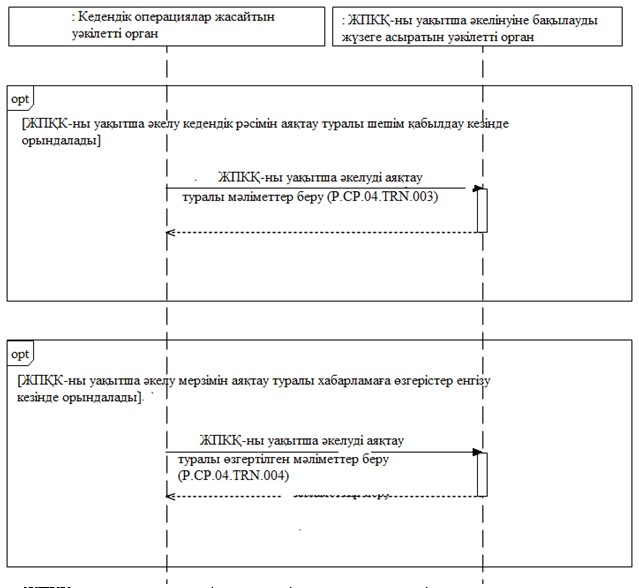 : Кедендік операциялар жасайтын
уәкілетті орган
: ЖПКҚ-ны уақытша әкелінуіне бақылауды
жүзеге асыратын уәкілетті орган
opt
[ЖПҚК-ны уақытша әкелу кедендік рәсімін аяқтау туралы шешім қабылдау кезінде
орындалады]
ЖПКҚ-ны уақытша әкелуді аяқтау
туралы мәліметтер беру (P.CP.04.TRN.003)
opt
[ЖПҚК-ны уақытша әкелу мерзімін аяқтау туралы хабарламаға өзгерістер енгізу
кезінде орындалады].
ЖПКҚ-ны уақытша әкелуді аяқтау
туралы өзгертілген мәліметтер беру
(P.CP.04.TRN.004)